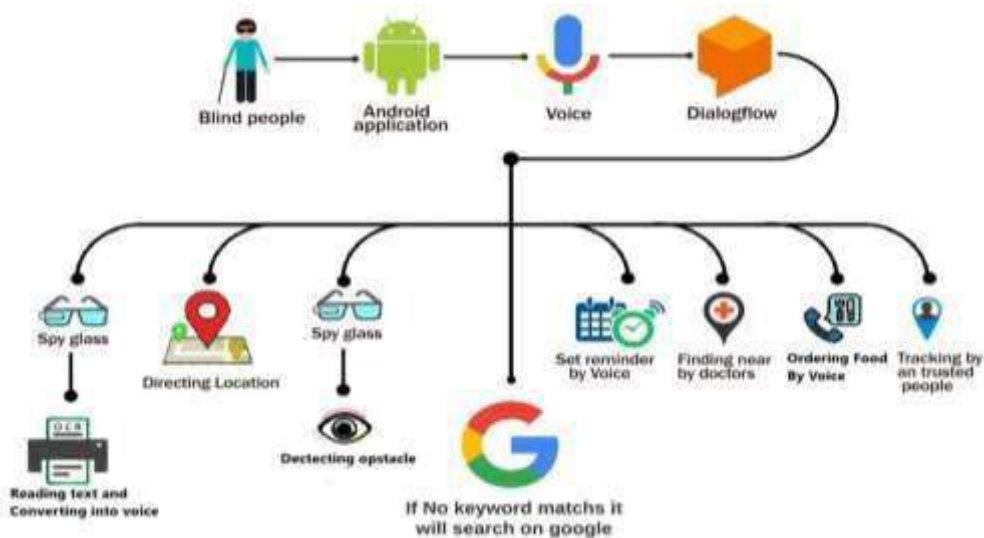 Blind people
Android
application
Voice
Dialogflow
Spy glass
Directing Location
Spy glass
Set reminder
by Voice
Finding near
by doctors
Ordering Food
By Voice
Tracking by
an trusted
people
OCR
Reading text and
Converting into voice
Dectecting opstacle
If No keyword matchs it
will search on google